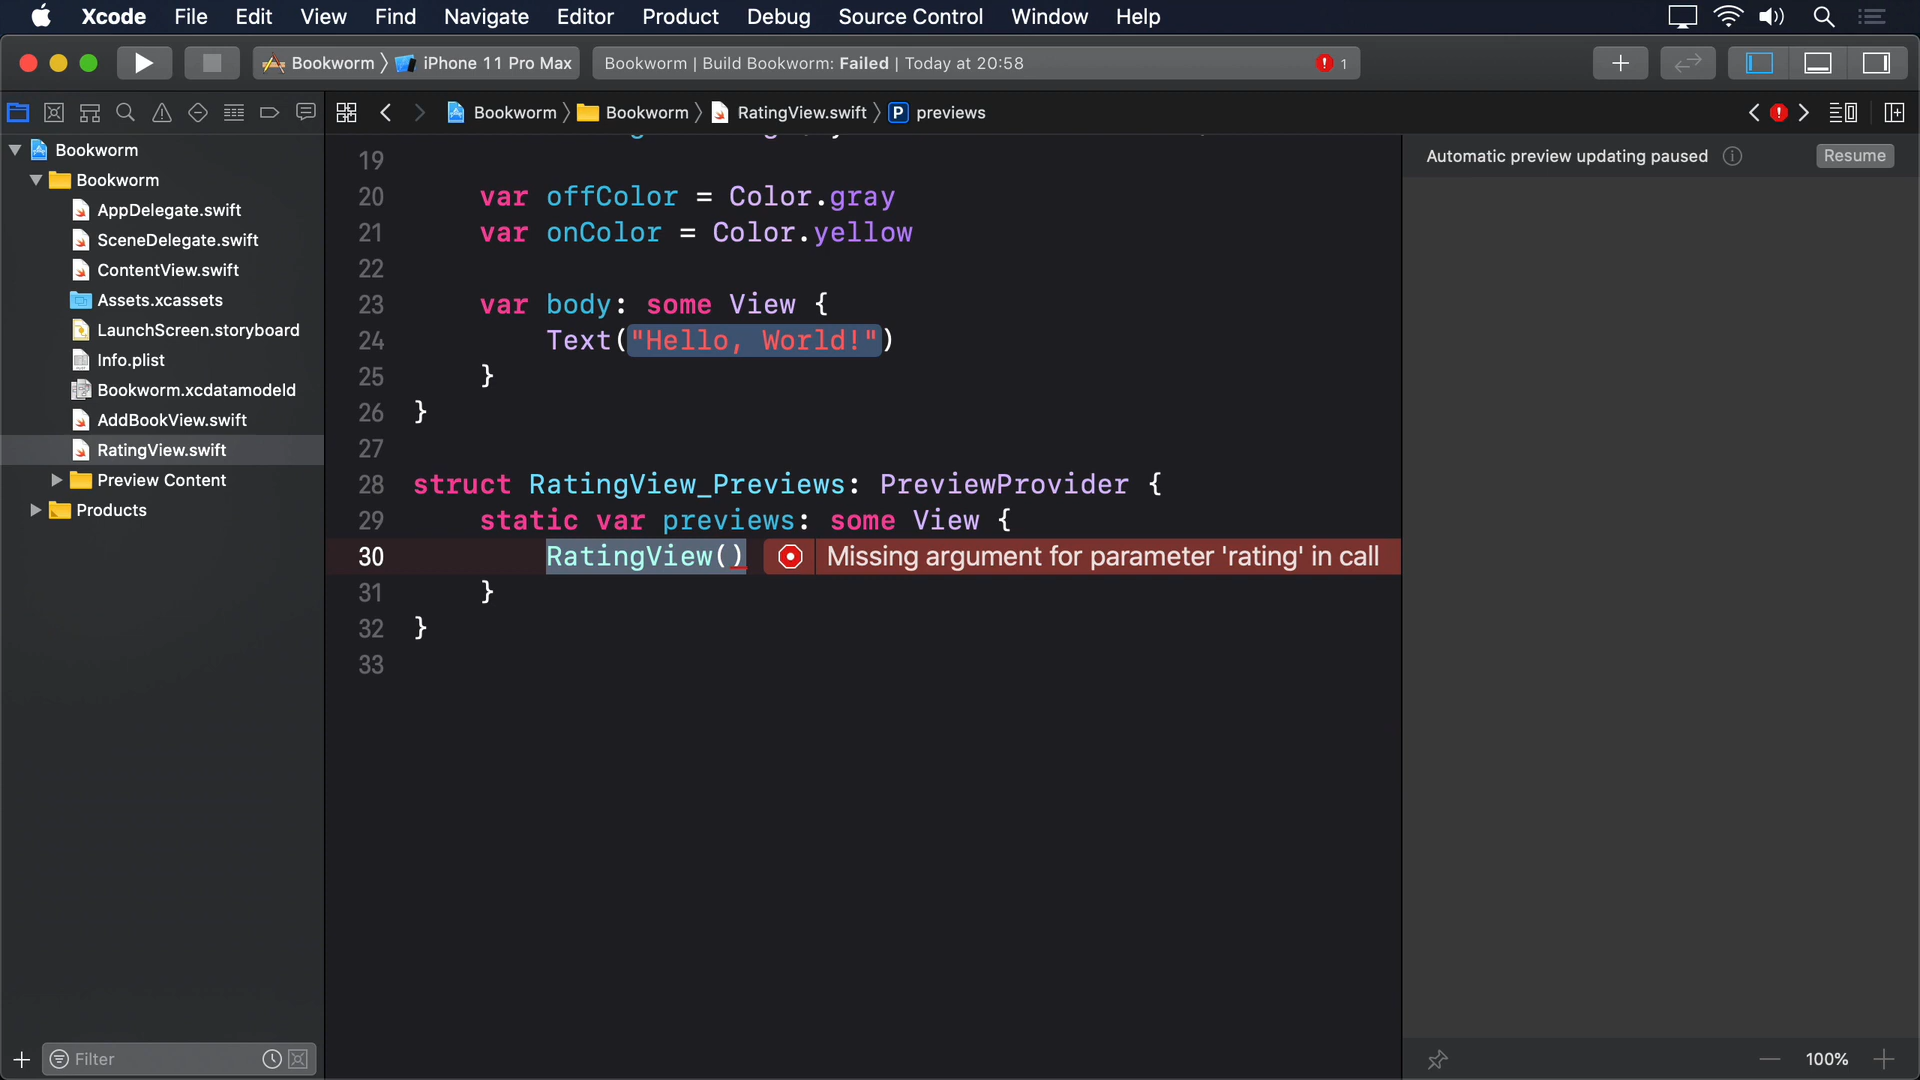 Xcode File Edit View Find Navigate Editor Product Debug Source Control Window Help
Bookworm iPhone 11 Pro Max Bookworm | Build Bookworm: Failed | Today at 20:58 1
Bookworm Bookworm RatingView.swift P previews
Bookworm
Bookworm
AppDelegate.swift
SceneDelegate.swift
ContentView.swift
Assets.xcassets
LaunchScreen.storyboard
Info.plist
Bookworm.xcdatamodeld
AddBookView.swift
RatingView.swift
Preview Content
Products
Filter
19
20 var offColor = Color.gray
21 var onColor = Color.yellow
22
23 var body: some View {
24 Text("Hello, World!")
25 }
26 }
27
28 struct RatingView_Previews: PreviewProvider {
29 static var previews: some View {
30 RatingView() Missing argument for parameter 'rating' in call
31 }
32 }
33
Automatic preview updating paused Resume
100%